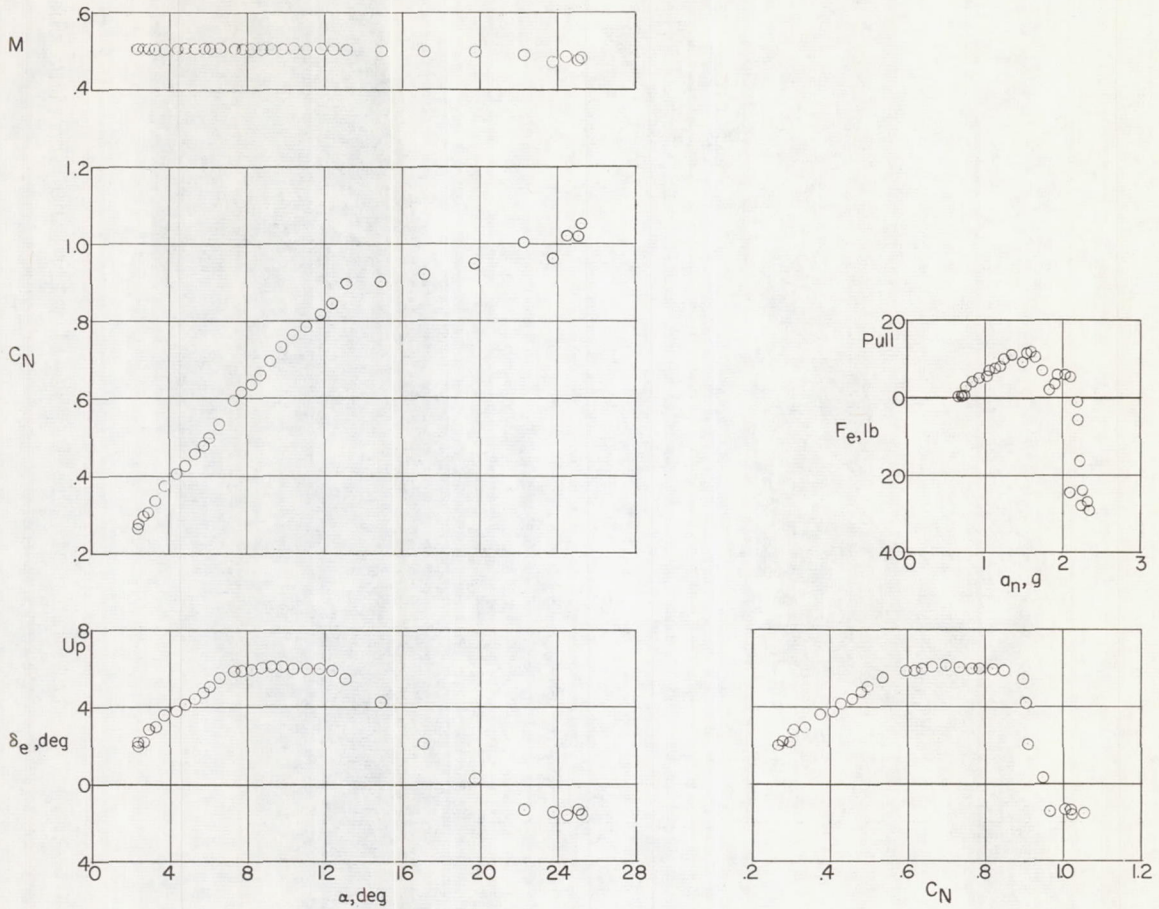 .6
M
.4
1.2
1.0
.8
C_N
.6
.4
.2
20
Pull
0
F_e, lb
20
40
0 1 2 3
a_n, g
8
Up
4
δ_e, deg
0
4
0 4 8 12 16 20 24 28
α, deg
.2 .4 .6 .8 1.0 1.2
C_N